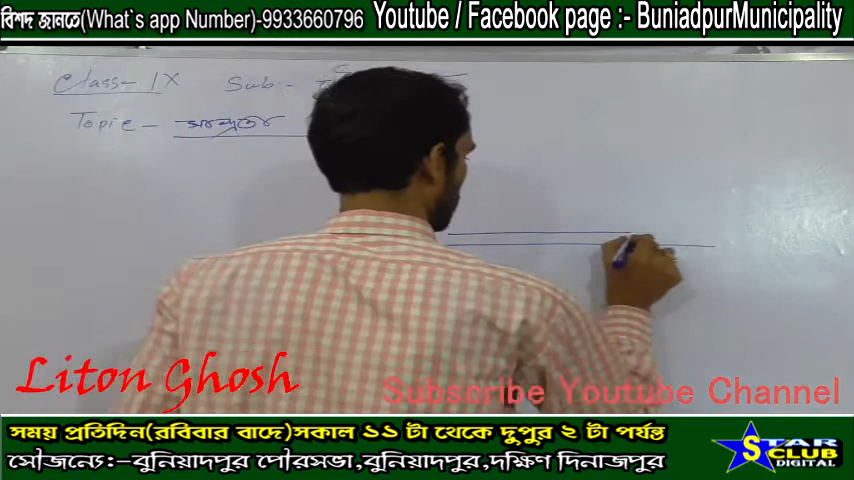 বিশদ জানতে(What`s app Number)-9933660796 Youtube / Facebook page :- BuniadpurMunicipality
Class- IX Sub -
Topic - সান্দ্রতা
Liton Ghosh
Subscribe Youtube Channel
সময় প্রতিদিন(রবিবার বাদে)সকাল ১১ টা থেকে দুপুর ২ টা পর্যন্ত
সৌজন্যে:-বুনিয়াদপুর পৌরসভা,বুনিয়াদপুর,দক্ষিণ দিনাজপুর
STAR CLUB DIGITAL